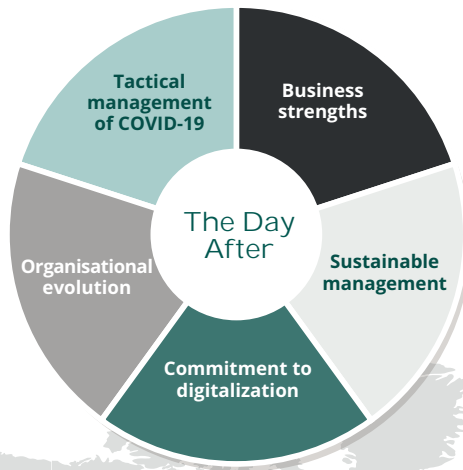 Tactical
management
of COVID-19
Business
strengths
The Day
After
Organisational
evolution
Sustainable
management
Commitment to
digitalization